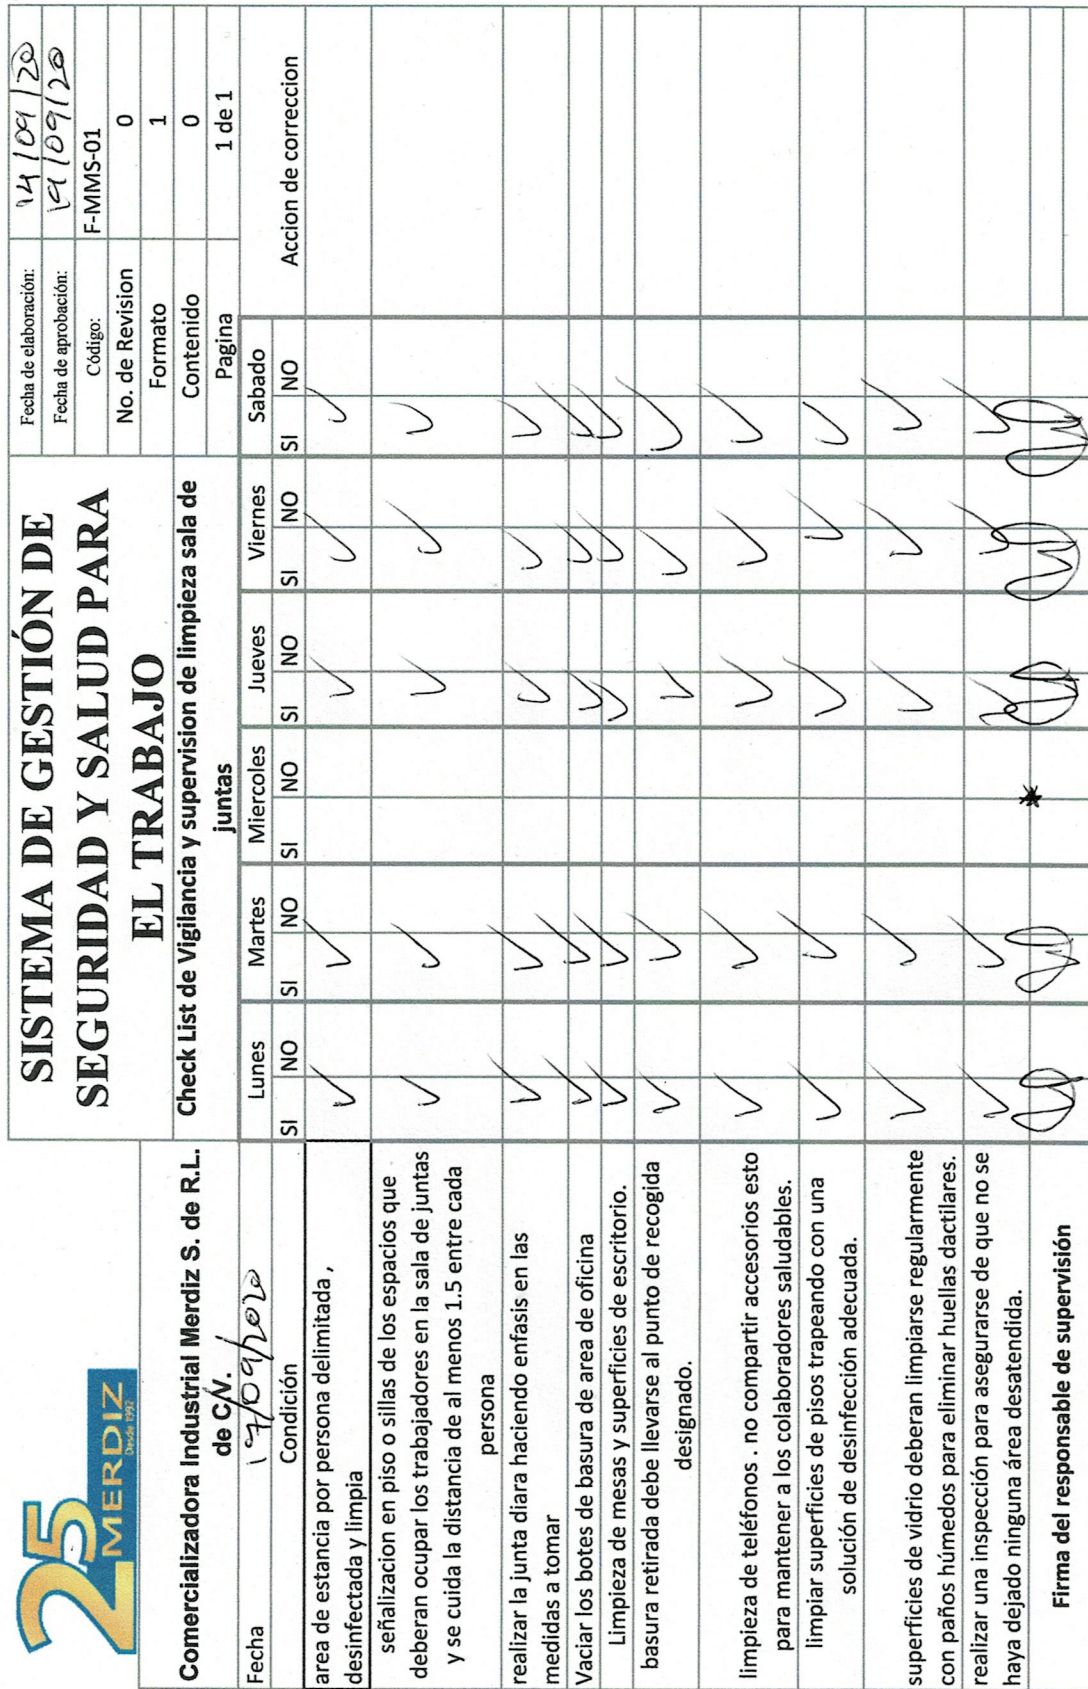 25
MERDIZ
Desde 1992
SISTEMA DE GESTIÓN DE
SEGURIDAD Y SALUD PARA
EL TRABAJO
Fecha de elaboración: 14/09/20
Fecha de aprobación: 14/09/20
Código: F-MMS-01
No. de Revision 0
Formato 1
Contenido 0
Pagina 1 de 1
Comercializadora Industrial Merdiz S. de R.L.
de C.V.
Check List de Vigilancia y supervision de limpieza sala de
juntas
Fecha 17/09/2020
Lunes Martes Miercoles Jueves Viernes Sabado
Accion de correccion
Condición SI NO SI NO SI NO SI NO SI NO SI NO
area de estancia por persona delimitada ,
desinfectada y limpia
señalizacion en piso o sillas de los espacios que
deberan ocupar los trabajadores en la sala de juntas
y se cuida la distancia de al menos 1.5 entre cada
persona
realizar la junta diara haciendo enfasis en las
medidas a tomar
Vaciar los botes de basura de area de oficina
Limpieza de mesas y superficies de escritorio.
basura retirada debe llevarse al punto de recogida
designado.
limpieza de teléfonos . no compartir accesorios esto
para mantener a los colaboradores saludables.
limpiar superficies de pisos trapeando con una
solución de desinfección adecuada.
superficies de vidrio deberan limpiarse regularmente
con paños húmedos para eliminar huellas dactilares.
realizar una inspección para asegurarse de que no se
haya dejado ninguna área desatendida.
Firma del responsable de supervisión